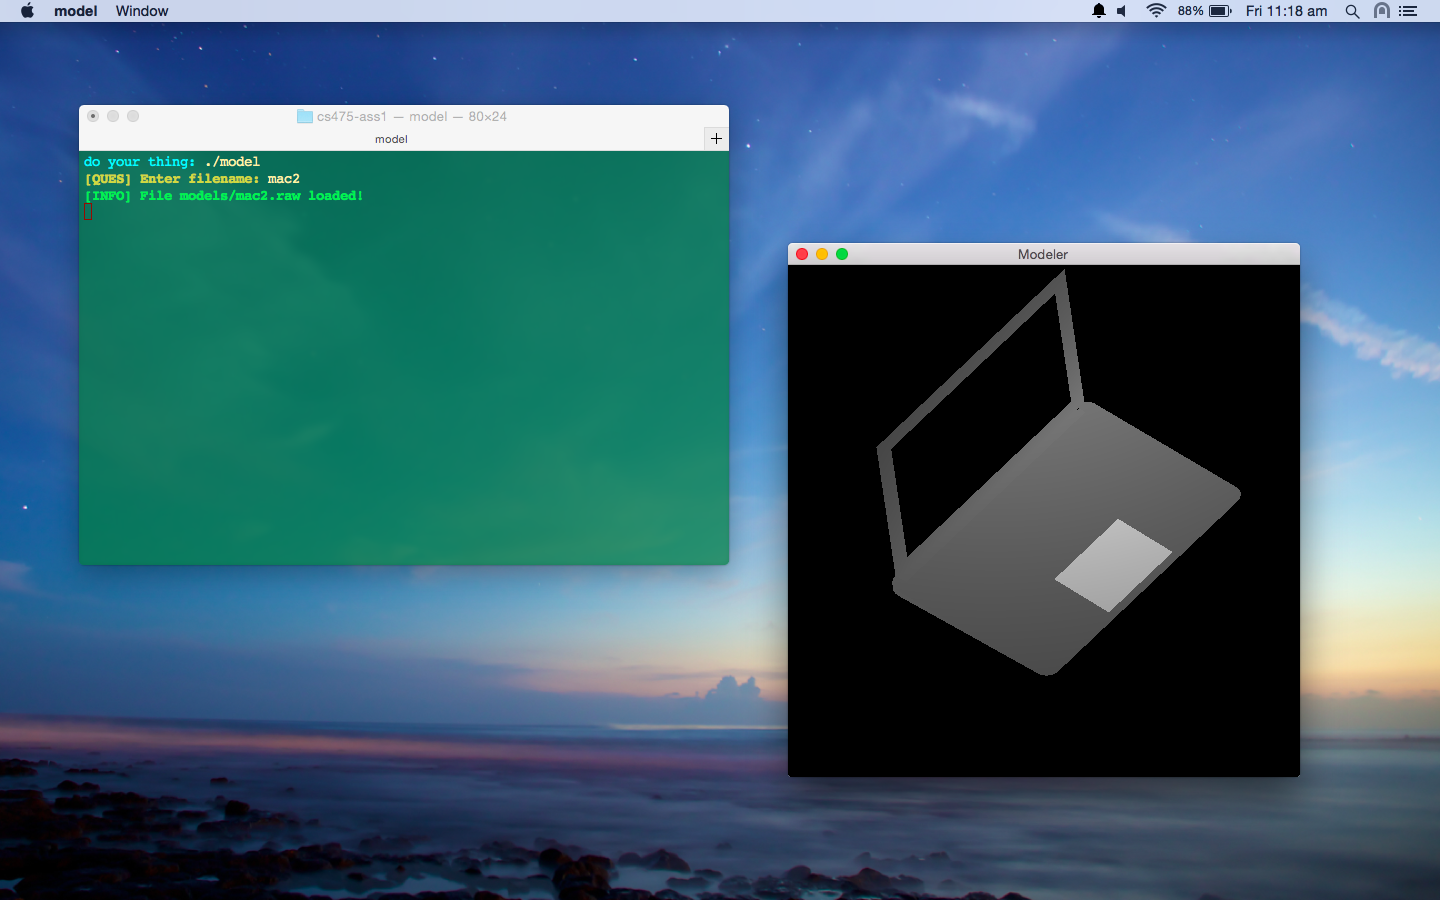 model Window 88% Fri 11:18 am
cs475-ass1 — model — 80×24
model
+
do your thing: ./model
[QUES] Enter filename: mac2
[INFO] File models/mac2.raw loaded!
Modeler